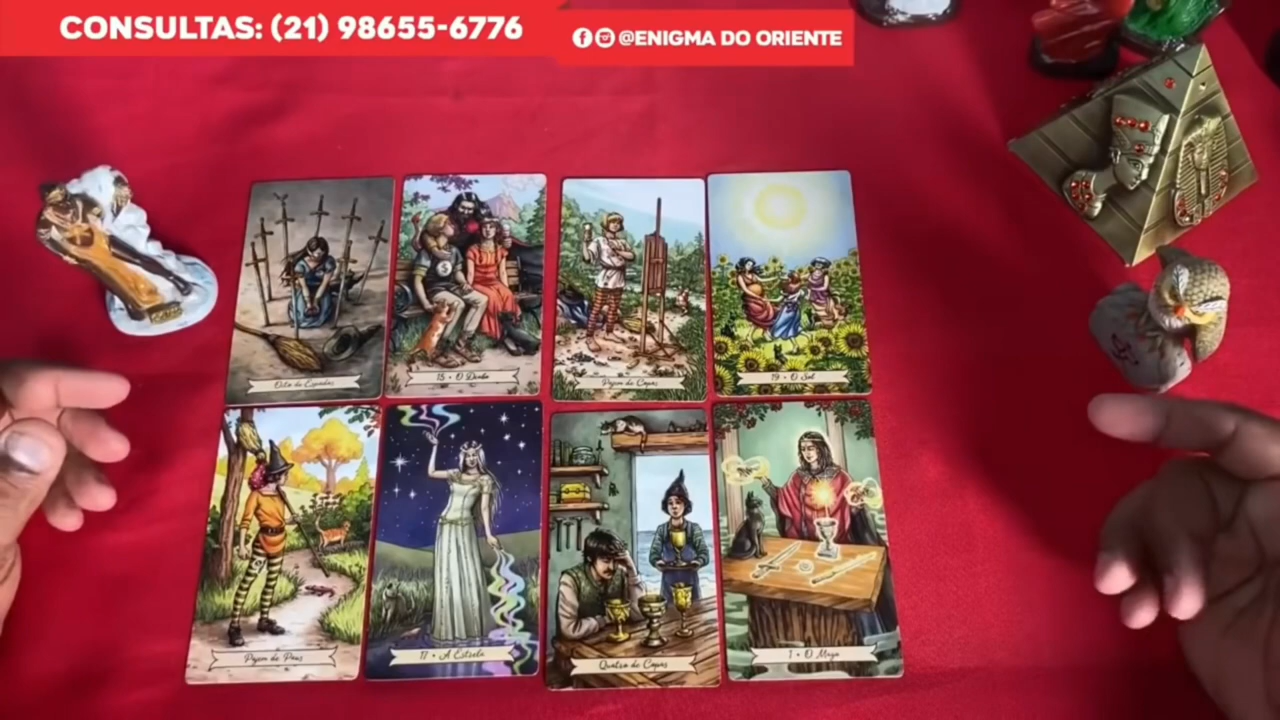 CONSULTAS: (21) 98655-6776
@ENIGMA DO ORIENTE
Oito de Espadas
15 • O Diabo
Pajem de Copas
19 • O Sol
Pajem de Paus
17 • A Estrela
Quatro de Copas
1 • O Mago